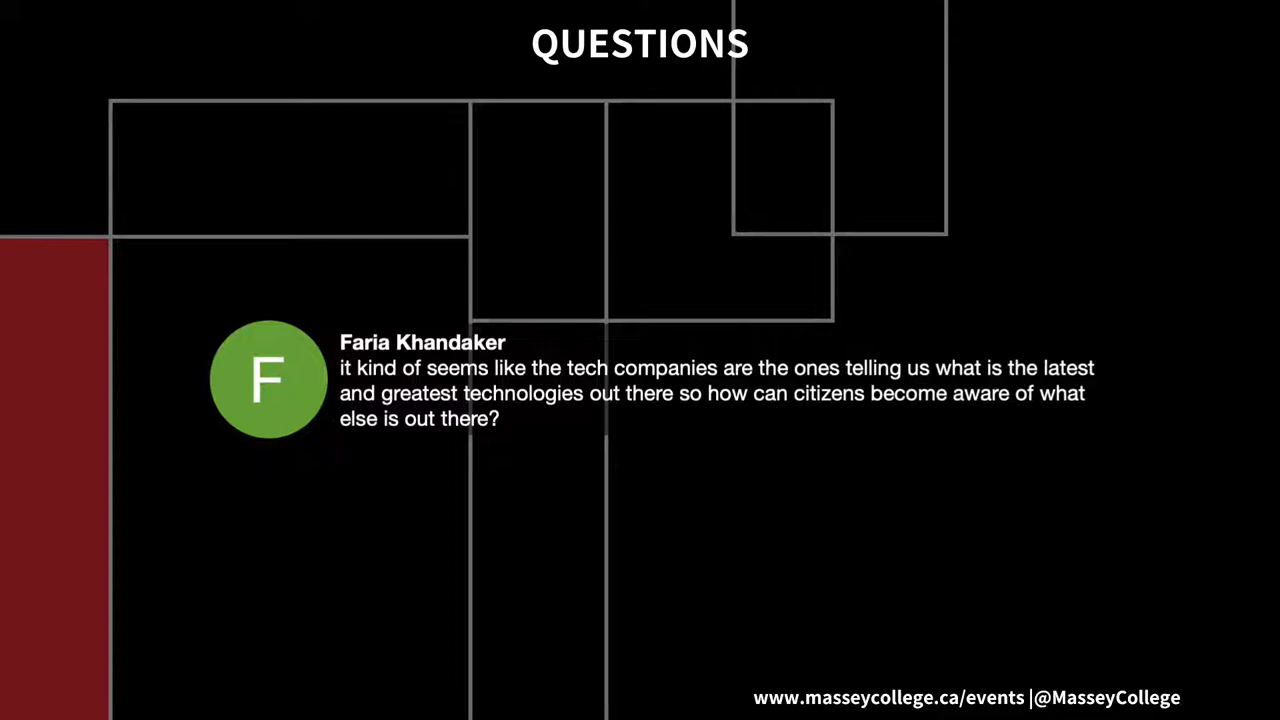 QUESTIONS
F
Faria Khandaker
it kind of seems like the tech companies are the ones telling us what is the latest
and greatest technologies out there so how can citizens become aware of what
else is out there?
www.masseycollege.ca/events |@MasseyCollege